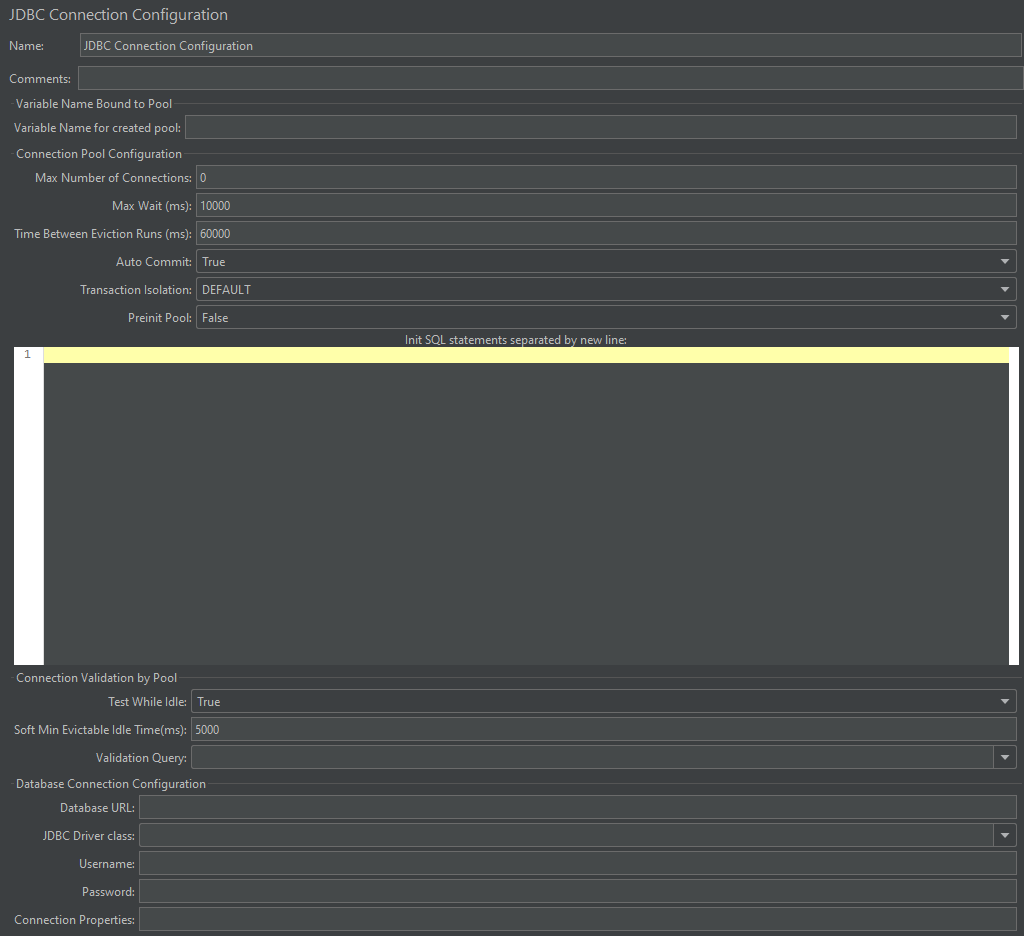 JDBC Connection Configuration
Name: JDBC Connection Configuration
Comments:
Variable Name Bound to Pool
Variable Name for created pool:
Connection Pool Configuration
Max Number of Connections: 0
Max Wait (ms): 10000
Time Between Eviction Runs (ms): 60000
Auto Commit: True
Transaction Isolation: DEFAULT
Preinit Pool: False
Init SQL statements separated by new line:
1
Connection Validation by Pool
Test While Idle: True
Soft Min Evictable Idle Time(ms): 5000
Validation Query:
Database Connection Configuration
Database URL:
JDBC Driver class:
Username:
Password:
Connection Properties: